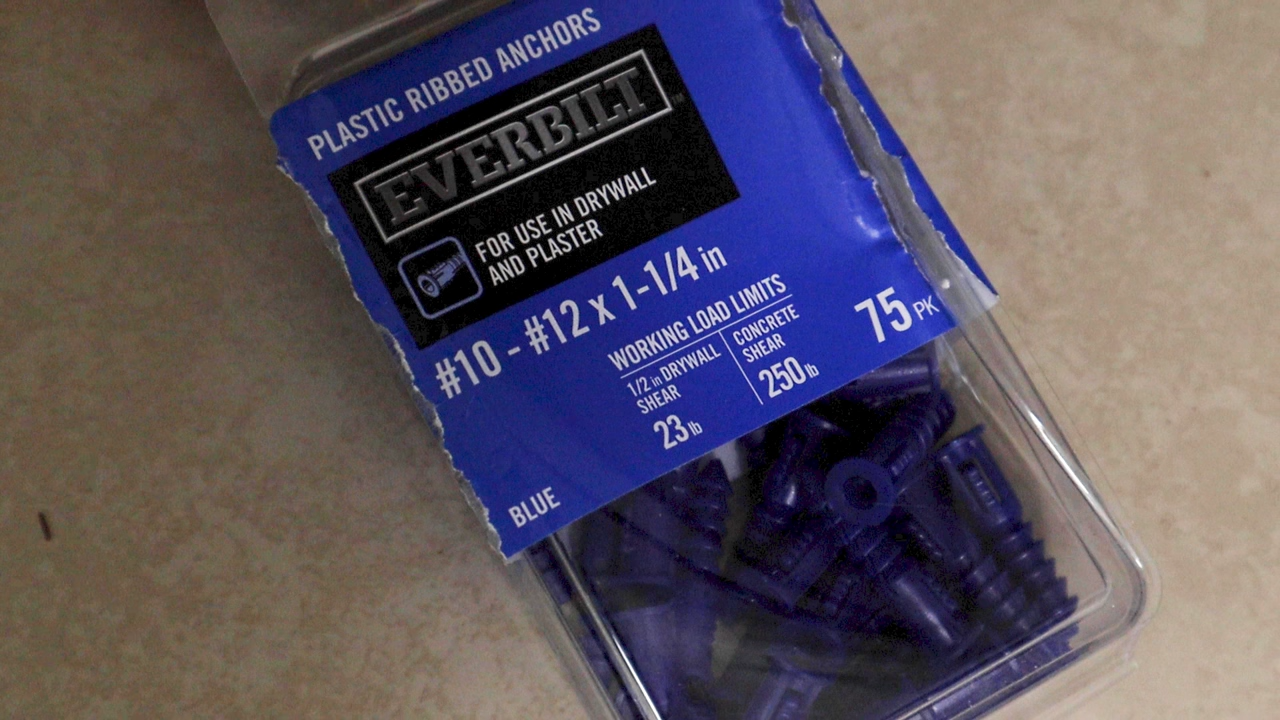 PLASTIC RIBBED ANCHORS
EVERBILT
FOR USE IN DRYWALL
AND PLASTER
#10 - #12 x 1-1/4 in
WORKING LOAD LIMITS
1/2 in DRYWALL
SHEAR
23 lb
CONCRETE
SHEAR
250 lb
75 PK
BLUE